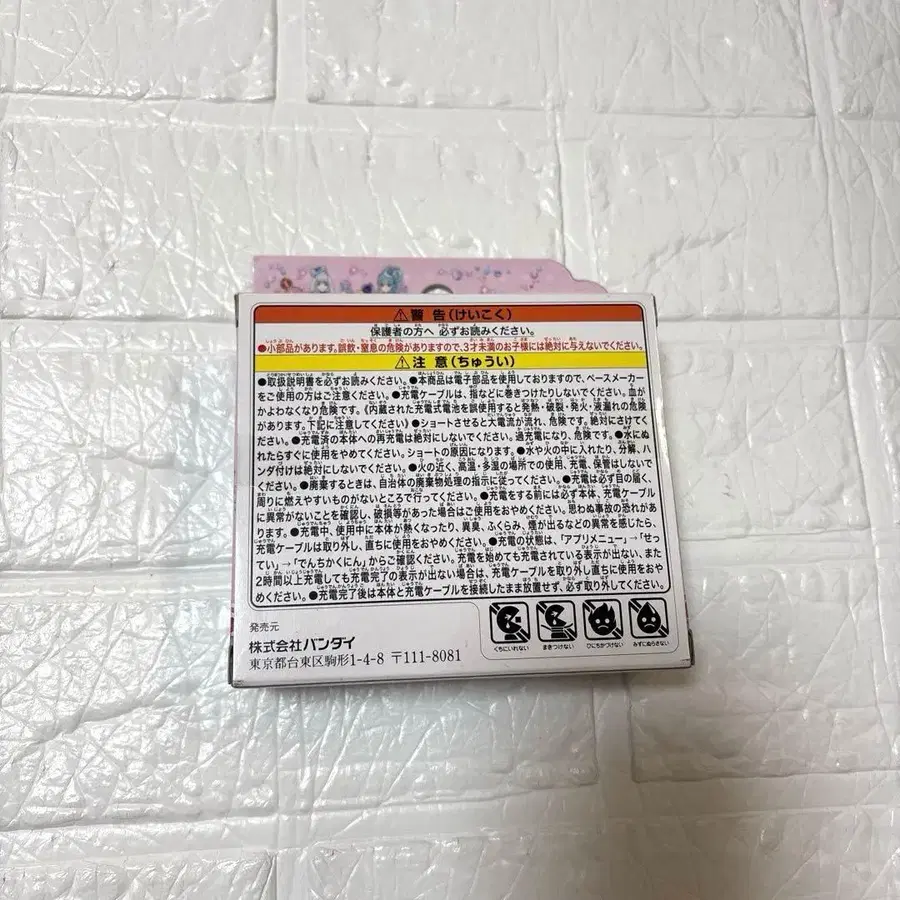 ⚠警 告(けいこく)
保護者の方へ 必ずお読みください。
●小部品があります。誤飲・窒息の危険がありますので、3才未満のお子様には絶対に与えないでください。
⚠注 意(ちゅうい)
●取扱説明書を必ずお読みください。●本商品は電子部品を使用しておりますので、ペースメーカー
をご使用の方はご注意ください。●充電ケーブルは、指などに巻きつけたりしないでください。血が
かよわなくなり危険です。《内蔵された充電式電池を誤使用すると発熱・破裂・発火・液漏れの危険
があります。下記に注意してください》●ショートさせると大電流が流れ、危険です。絶対にさけてく
ださい。●充電済の本体への再充電は絶対にしないでください。過充電になり、危険です。●水にぬ
れたらすぐに使用をやめてください。ショートの原因になります。●水や火の中に入れたり、分解、ハ
ンダ付けは絶対にしないでください。●火の近く、高温・多湿の場所での使用、充電、保管はしないで
ください。●廃棄するときは、自治体の廃棄物処理の指示に従ってください。●充電は必ず目の届く、
周りに燃えやすいものがないところで行ってください。●充電をする前には必ず本体、充電ケーブル
に異常がないことを確認し、破損等があった場合はご使用をおやめください。思わぬ事故の恐れがあ
ります。●充電中、使用中に本体が熱くなったり、異臭、ふくらみ、煙が出るなどの異常を感じたら、
充電ケーブルは取り外し、直ちに使用をおやめください。●充電の状態は、「アプリメニュー」→「せっ
てい」→「でんちかくにん」からご確認ください。充電を始めても充電されている表示が出ない、また
2時間以上充電しても充電完了の表示が出ない場合は、充電ケーブルを取り外し直ちに使用をおや
めください。●充電完了後は本体と充電ケーブルを接続したまま放置せず、必ず取り外してください。
くちにいれない まきつけない ひにちかづけない みずにぬらさない
発売元
株式会社バンダイ
東京都台東区駒形1-4-8 〒111-8081